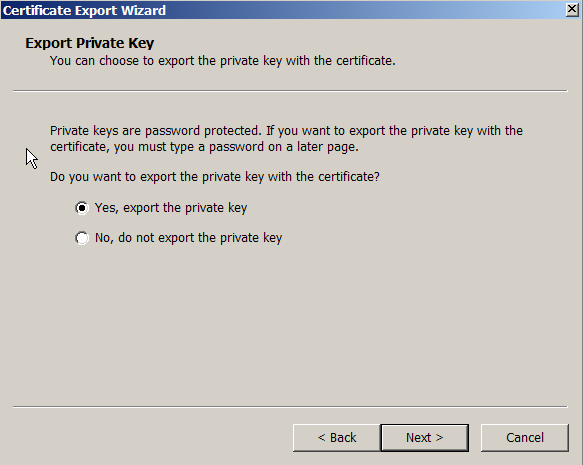 Certificate Export Wizard
Export Private Key
You can choose to export the private key with the certificate.
Private keys are password protected. If you want to export the private key with the
certificate, you must type a password on a later page.
Do you want to export the private key with the certificate?
Yes, export the private key
No, do not export the private key
< Back
Next >
Cancel